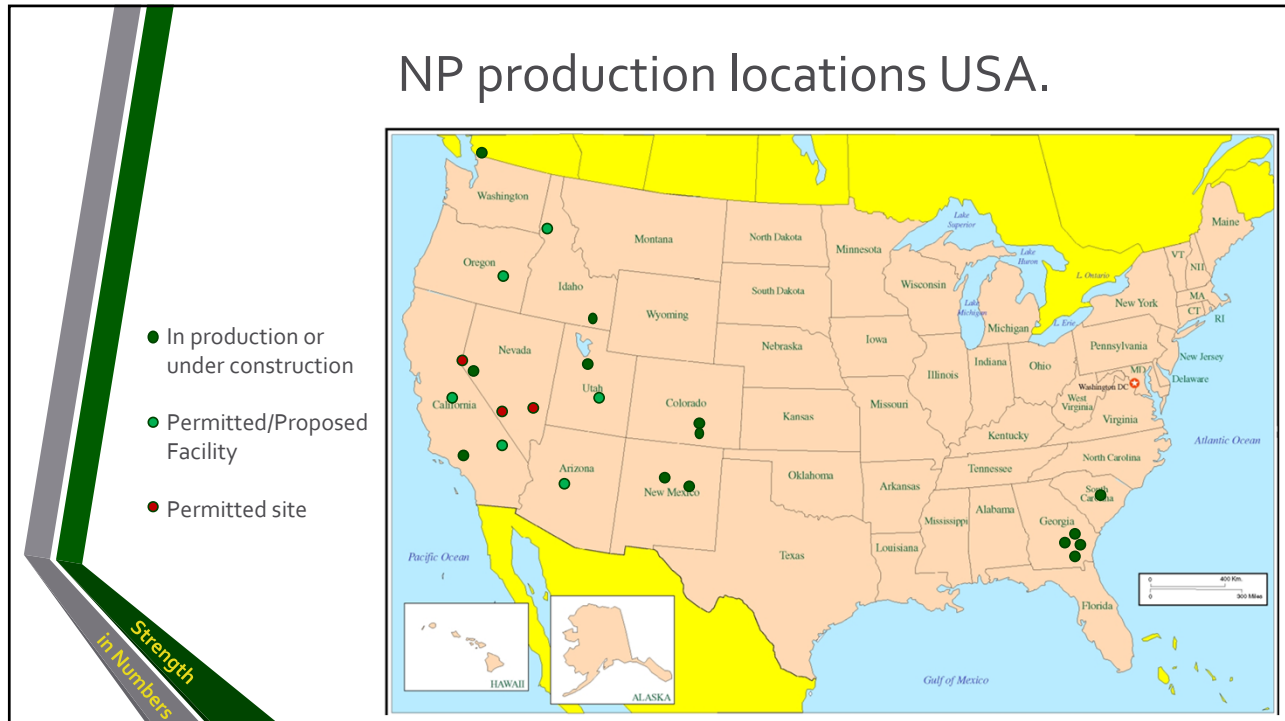 NP production locations USA.
In production or
under construction
Permitted/Proposed
Facility
Permitted site
Strength
in Numbers
Washington
Oregon
Idaho
Montana
North Dakota
South Dakota
Minnesota
Wisconsin
Lake
Superior
Lake
Huron
Lake
Michigan
Michigan
L. Ontario
L. Erie
Maine
VT
NH
MA
CT
RI
New York
Pennsylvania
New Jersey
MD
Delaware
Washington DC
West
Virginia
Virginia
Wyoming
Nebraska
Iowa
Illinois
Indiana
Ohio
Nevada
Utah
California
Colorado
Kansas
Missouri
Kentucky
North Carolina
Tennessee
South
Carolina
Arizona
New Mexico
Oklahoma
Arkansas
Mississippi
Alabama
Georgia
Texas
Louisiana
Florida
Pacific Ocean
Atlantic Ocean
Gulf of Mexico
HAWAII
ALASKA
0 400 Km.
0 300 Miles